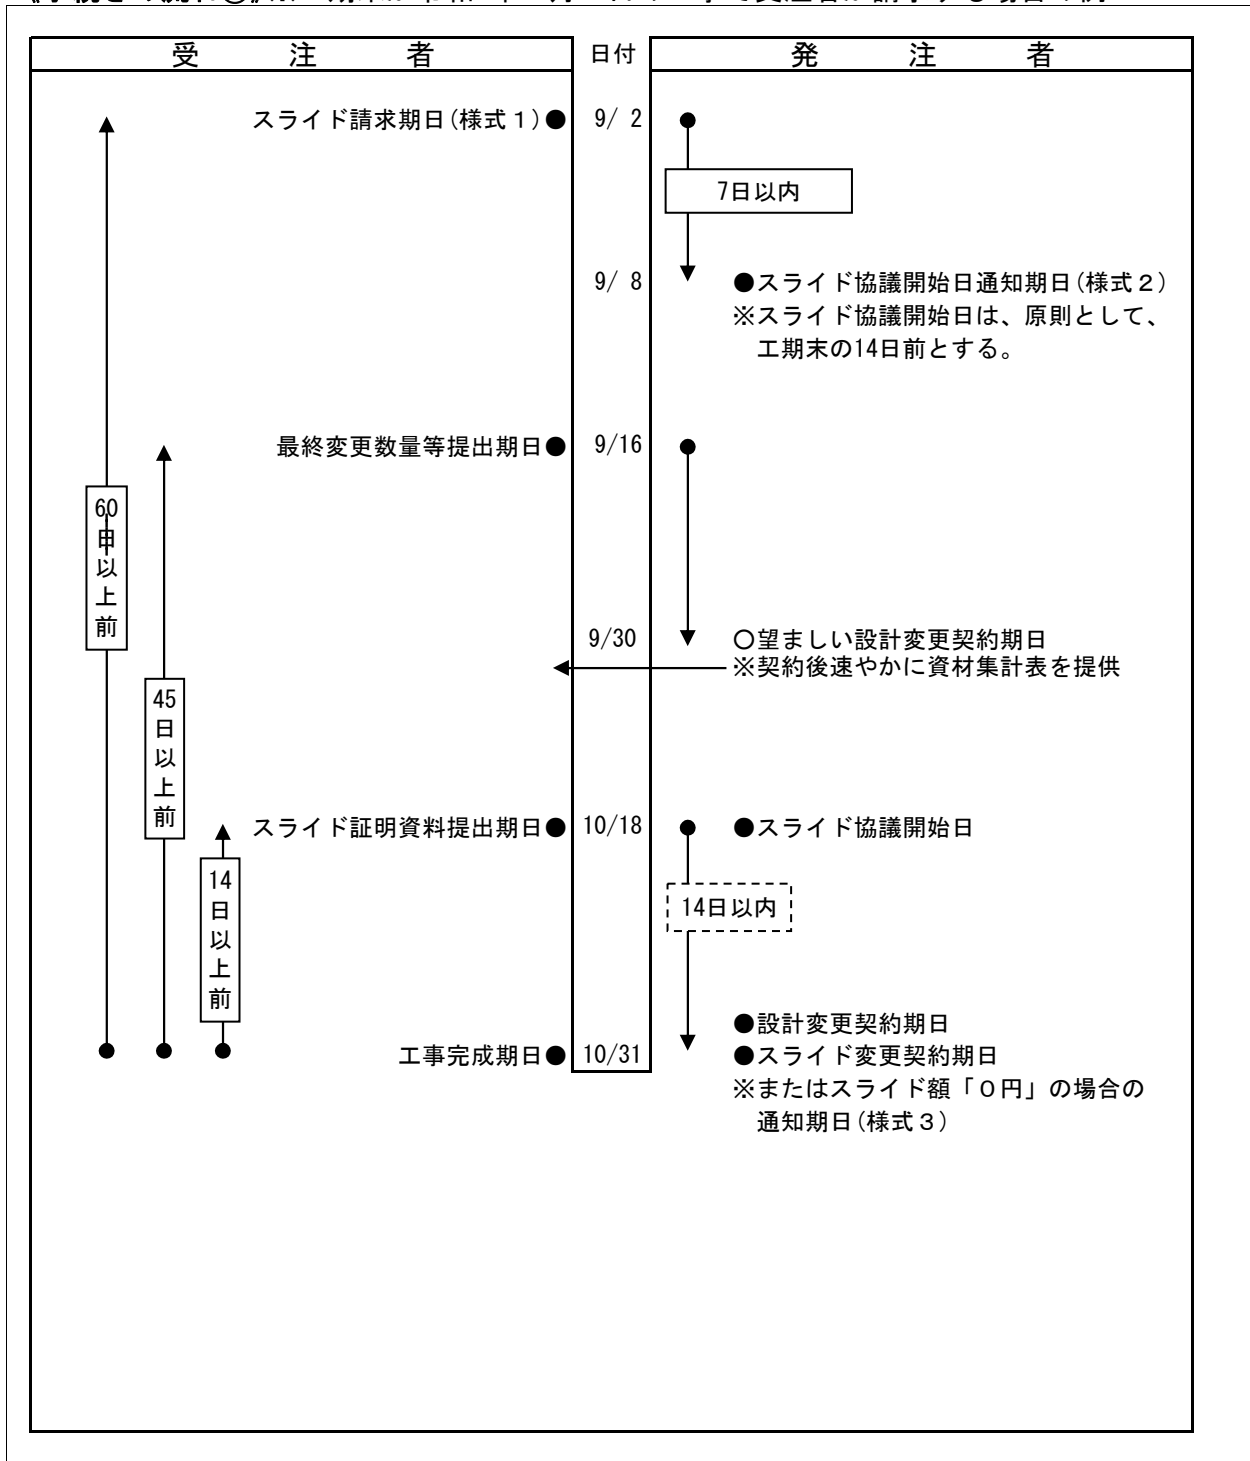 受注者 日付 発注者
スライド請求期日(様式１)● 9/ 2
7日以内
9/ 8 ●スライド協議開始日通知期日(様式２)
※スライド協議開始日は、原則として、
工期末の14日前とする。
最終変更数量等提出期日● 9/16
60日以上前
9/30 ○望ましい設計変更契約期日
※契約後速やかに資材集計表を提供
45日以上前
スライド証明資料提出期日● 10/18 ●スライド協議開始日
14日以上前
14日以内
●設計変更契約期日
工事完成期日● 10/31 ●スライド変更契約期日
※またはスライド額「０円」の場合の
通知期日(様式３)